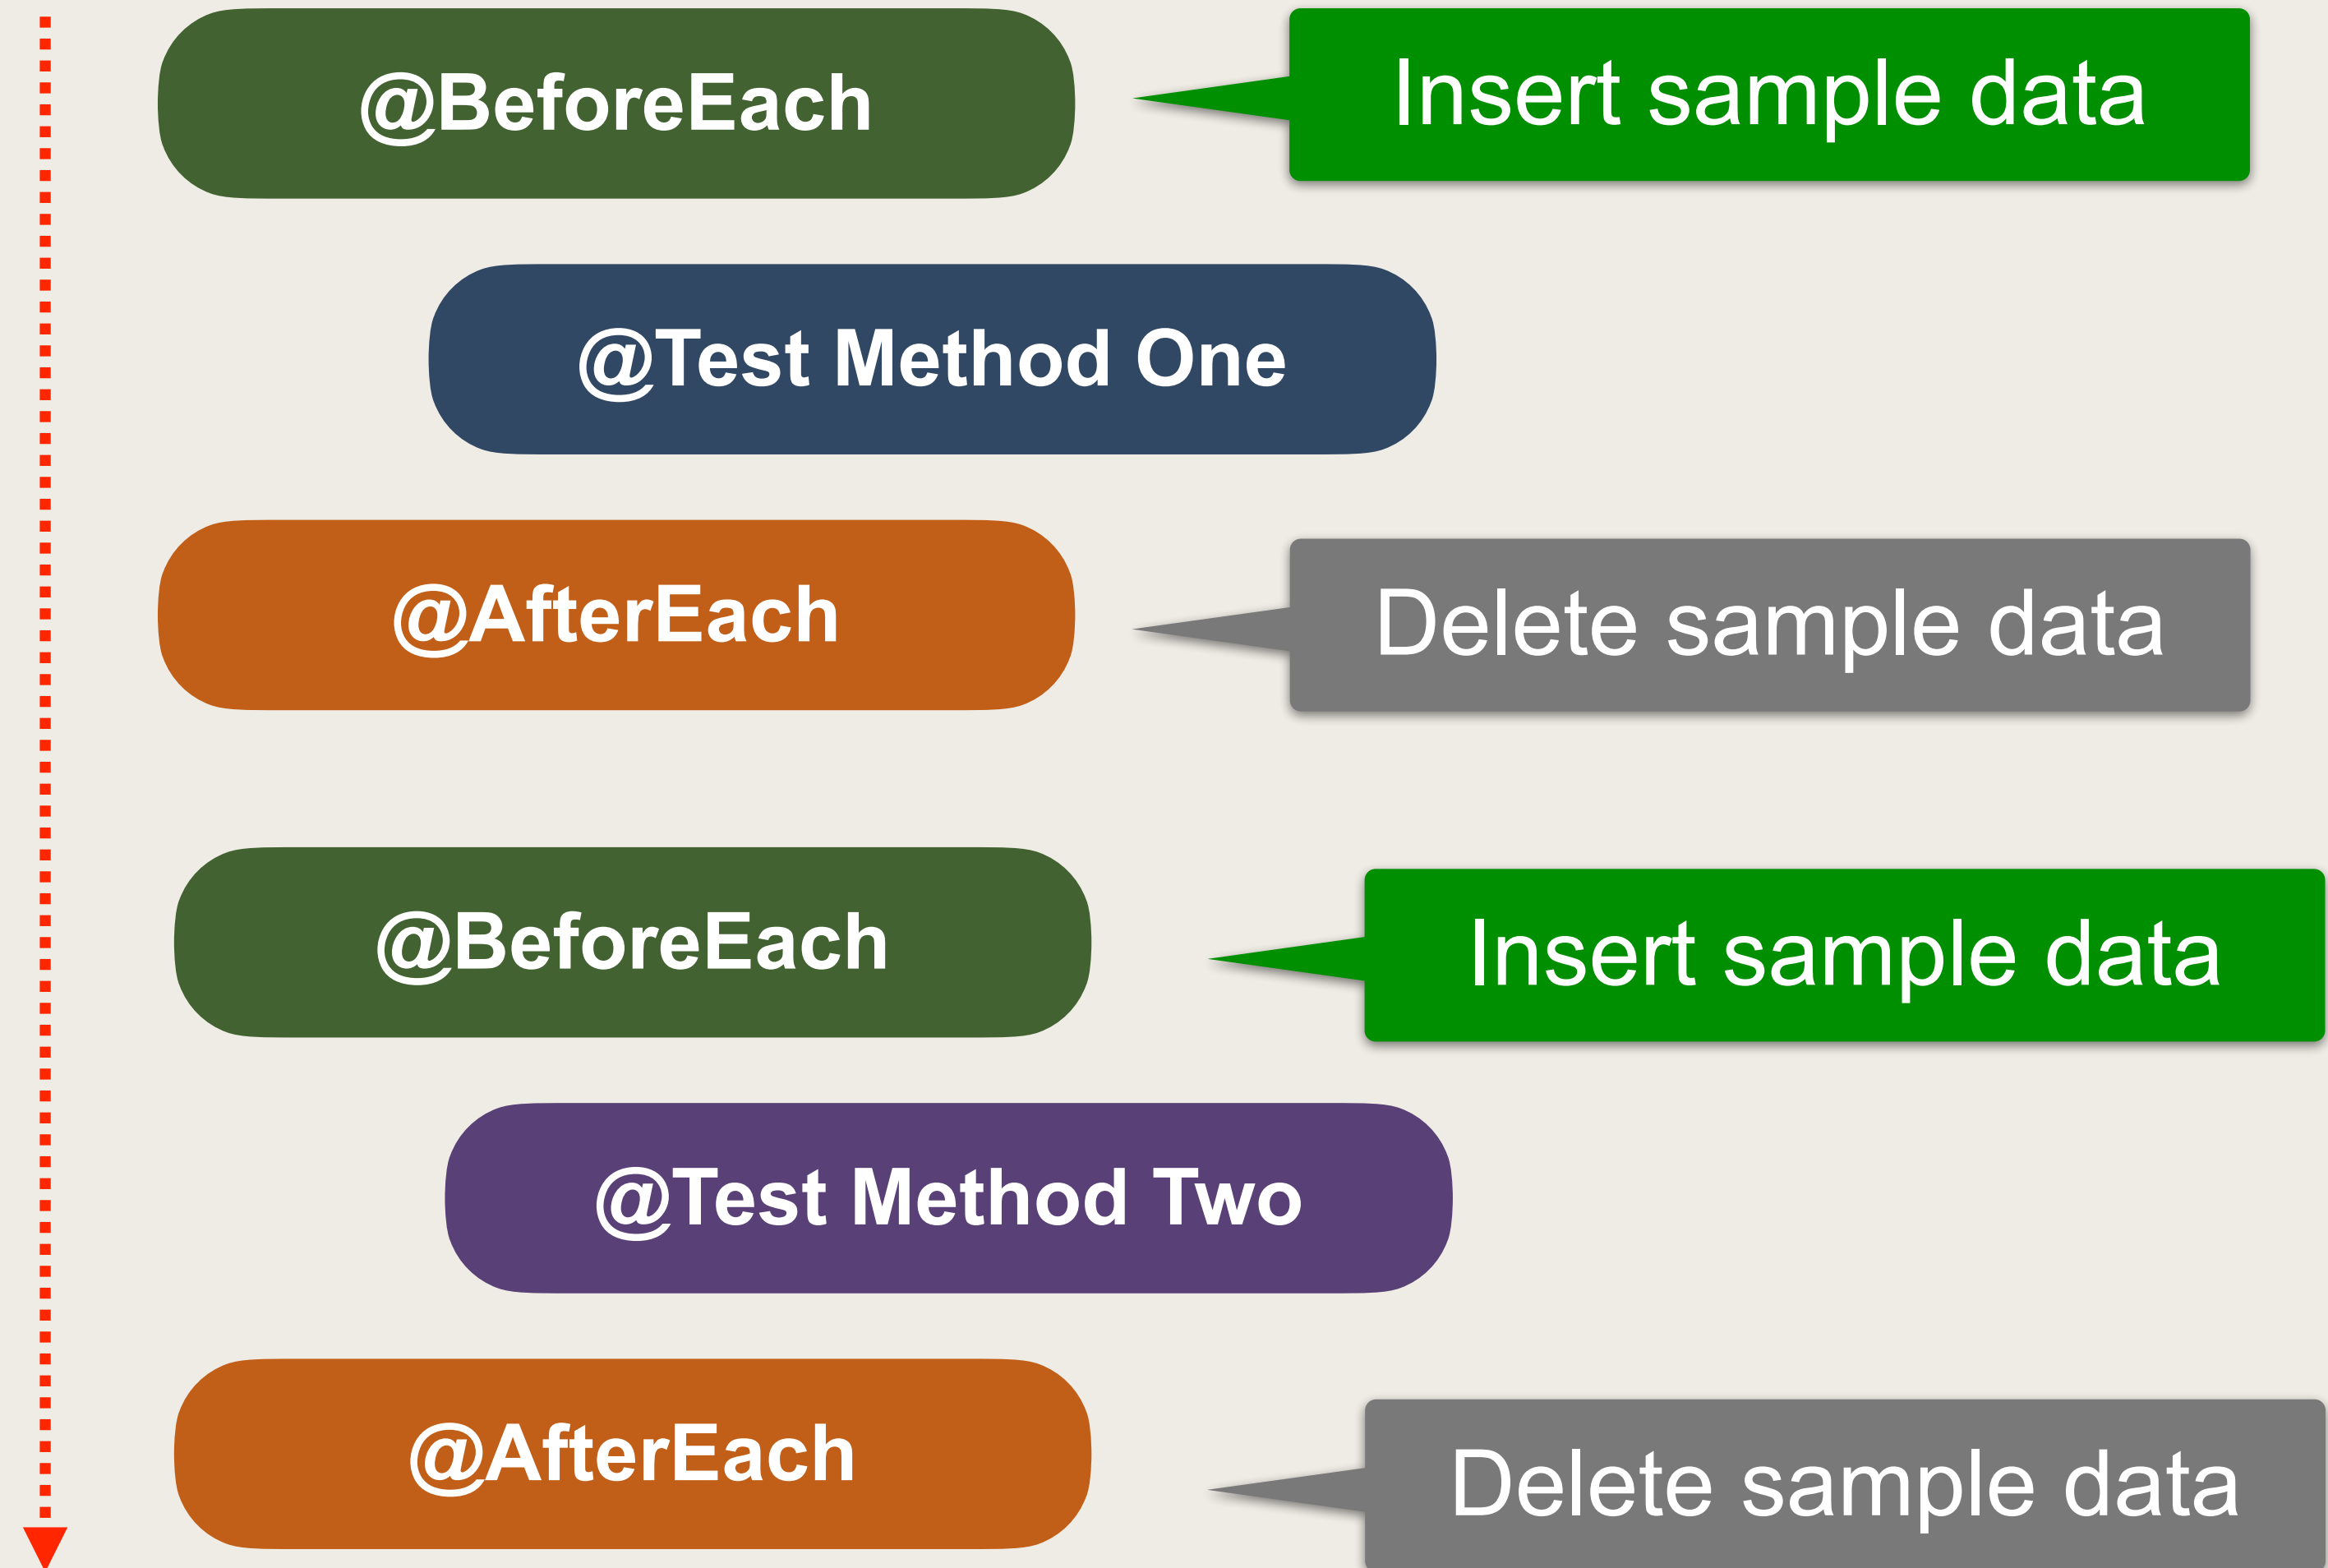 @BeforeEach
Insert sample data
@Test Method One
@AfterEach
Delete sample data
@BeforeEach
Insert sample data
@Test Method Two
@AfterEach
Delete sample data